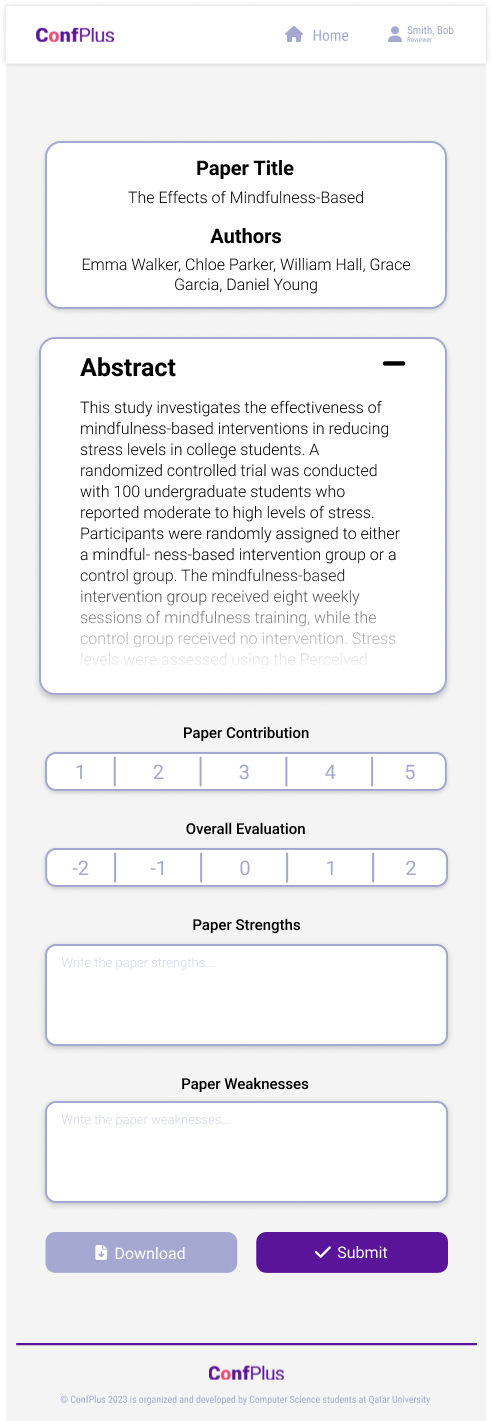 ConfPlus
Home
Smith, Bob
Reviewer
Paper Title
The Effects of Mindfulness-Based
Authors
Emma Walker, Chloe Parker, William Hall, Grace
Garcia, Daniel Young
Abstract
This study investigates the effectiveness of
mindfulness-based interventions in reducing
stress levels in college students. A
randomized controlled trial was conducted
with 100 undergraduate students who
reported moderate to high levels of stress.
Participants were randomly assigned to either
a mindful- ness-based intervention group or a
control group. The mindfulness-based
intervention group received eight weekly
sessions of mindfulness training, while the
control group received no intervention. Stress
levels were assessed using the Perceived
Paper Contribution
1 2 3 4 5
Overall Evaluation
-2 -1 0 1 2
Paper Strengths
Write the paper strengths...
Paper Weaknesses
Write the paper weaknesses...
Download
Submit
ConfPlus
© ConfPlus 2023 is organized and developed by Computer Science students at Qatar University